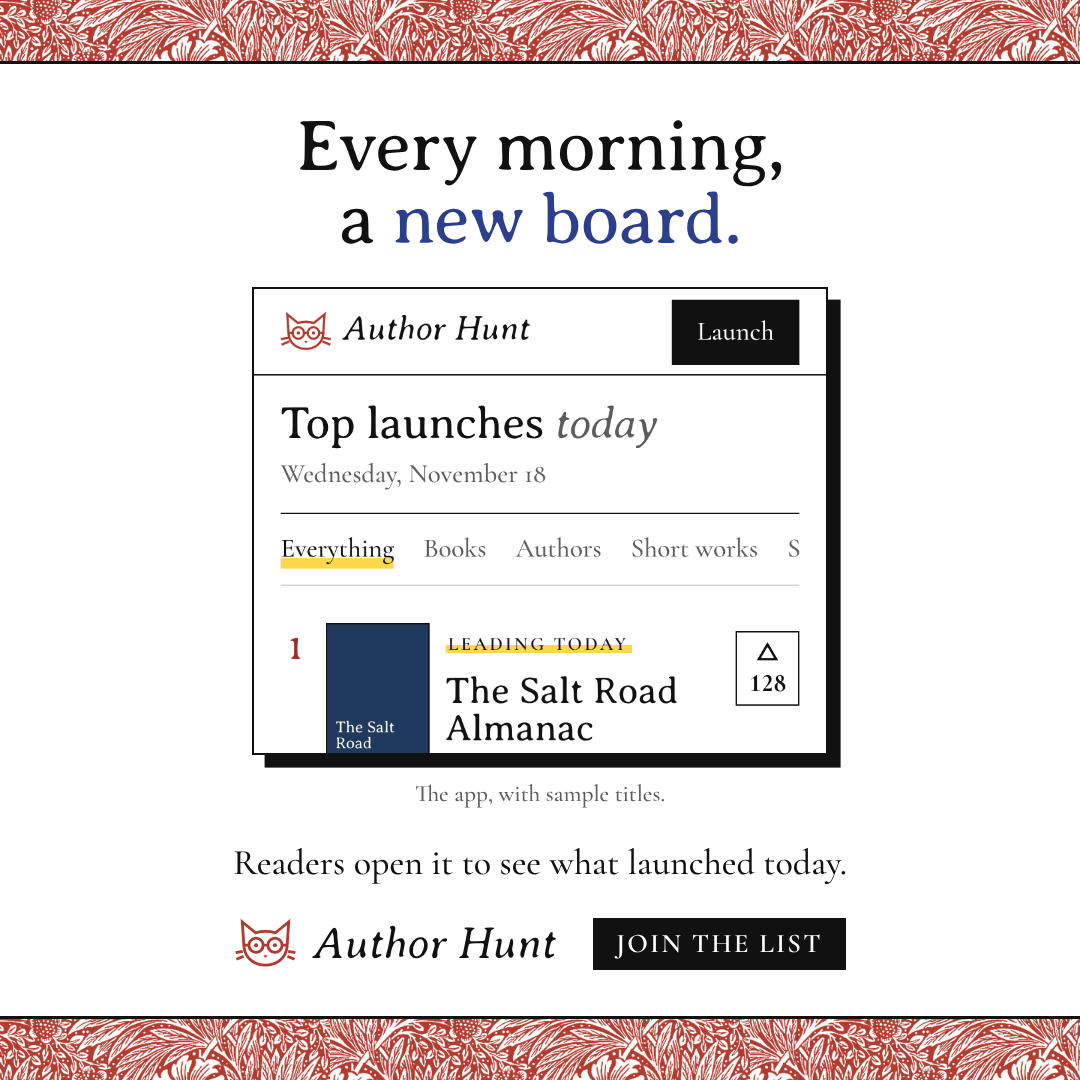 Every morning,
a new board.
Author Hunt
Launch
Top launches today
Wednesday, November 18
Everything Books Authors Short works S
1
The Salt
Road
LEADING TODAY
The Salt Road
Almanac
128
The app, with sample titles.
Readers open it to see what launched today.
Author Hunt
JOIN THE LIST